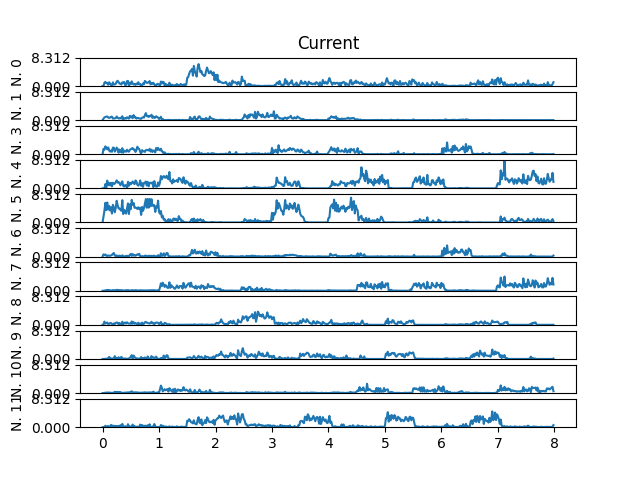 Current
8.312
0.000
N. 0
8.312
0.000
N. 1
8.312
0.000
N. 3
8.312
0.000
N. 4
8.312
0.000
N. 5
8.312
0.000
N. 6
8.312
0.000
N. 7
8.312
0.000
N. 8
8.312
0.000
N. 9
8.312
0.000
N. 10
8.312
0.000
N. 11
0 1 2 3 4 5 6 7 8